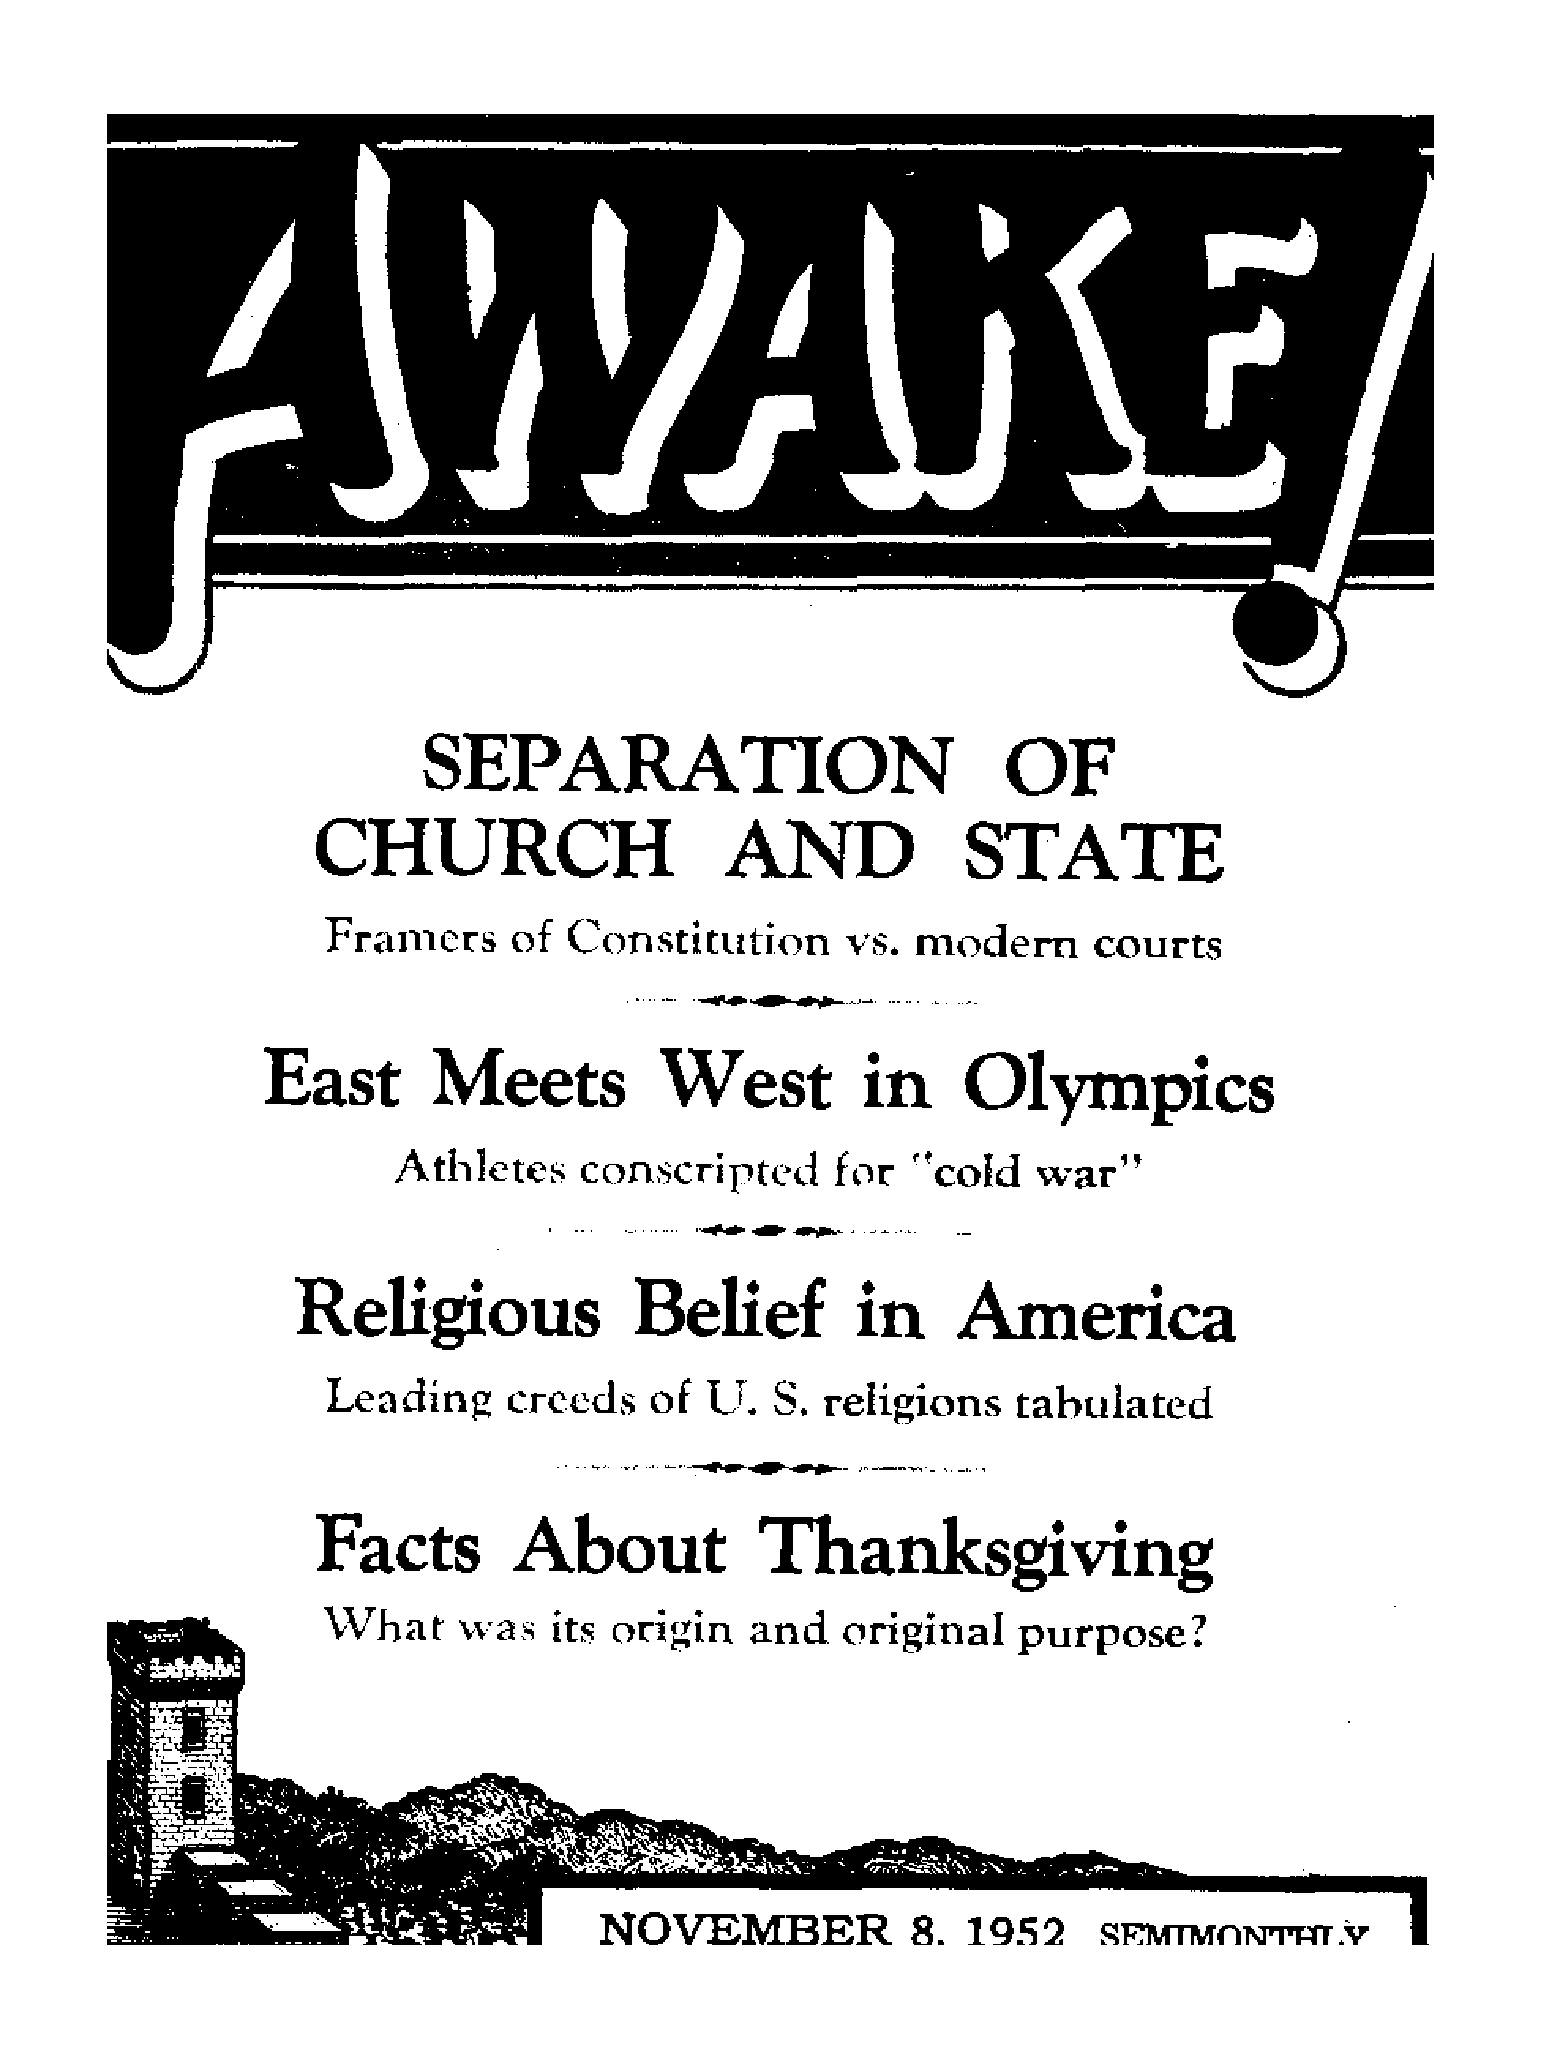 AWAKE!
SEPARATION OF
CHURCH AND STATE
Framers of Constitution vs. modern courts
East Meets West in Olympics
Athletes conscripted for "cold war"
Religious Belief in America
Leading creeds of U. S. religions tabulated
Facts About Thanksgiving
What was its origin and original purpose?
NOVEMBER 8, 1952 SEMIMONTHLY